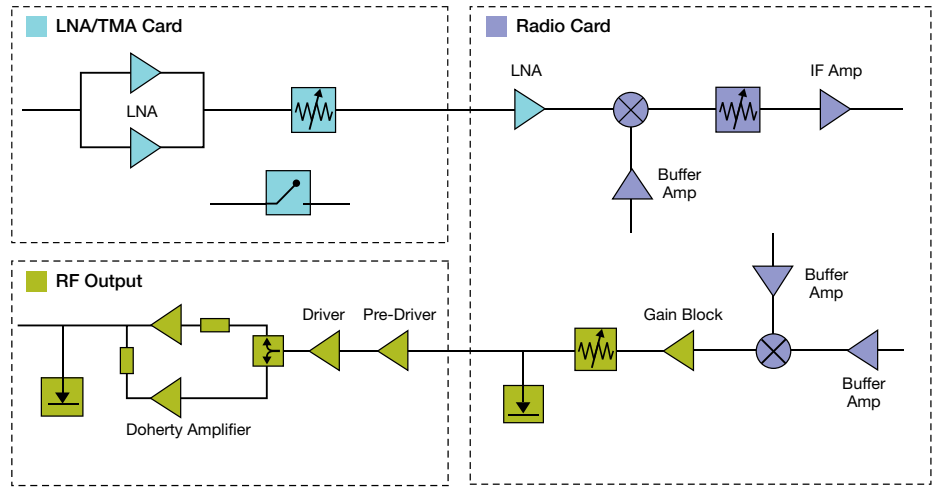 LNA/TMA Card
LNA
Radio Card
LNA
IF Amp
Buffer
Amp
RF Output
Driver
Pre-Driver
Doherty Amplifier
Gain Block
Buffer
Amp
Buffer
Amp